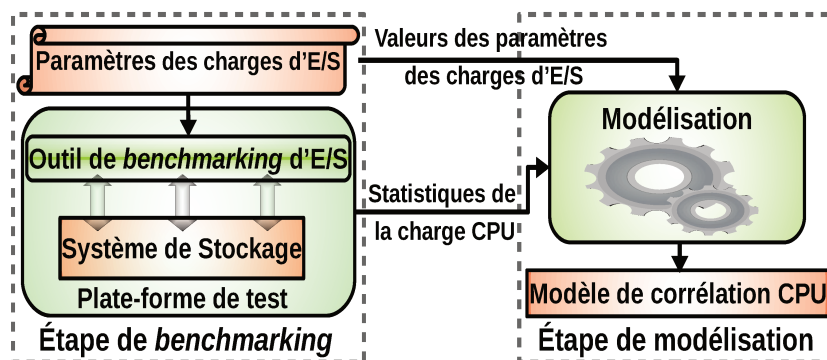 Paramètres des charges d'E/S
Outil de benchmarking d'E/S
Système de Stockage
Plate-forme de test
Étape de benchmarking
Valeurs des paramètres
des charges d'E/S
Statistiques de
la charge CPU
Modélisation
Modèle de corrélation CPU
Étape de modélisation